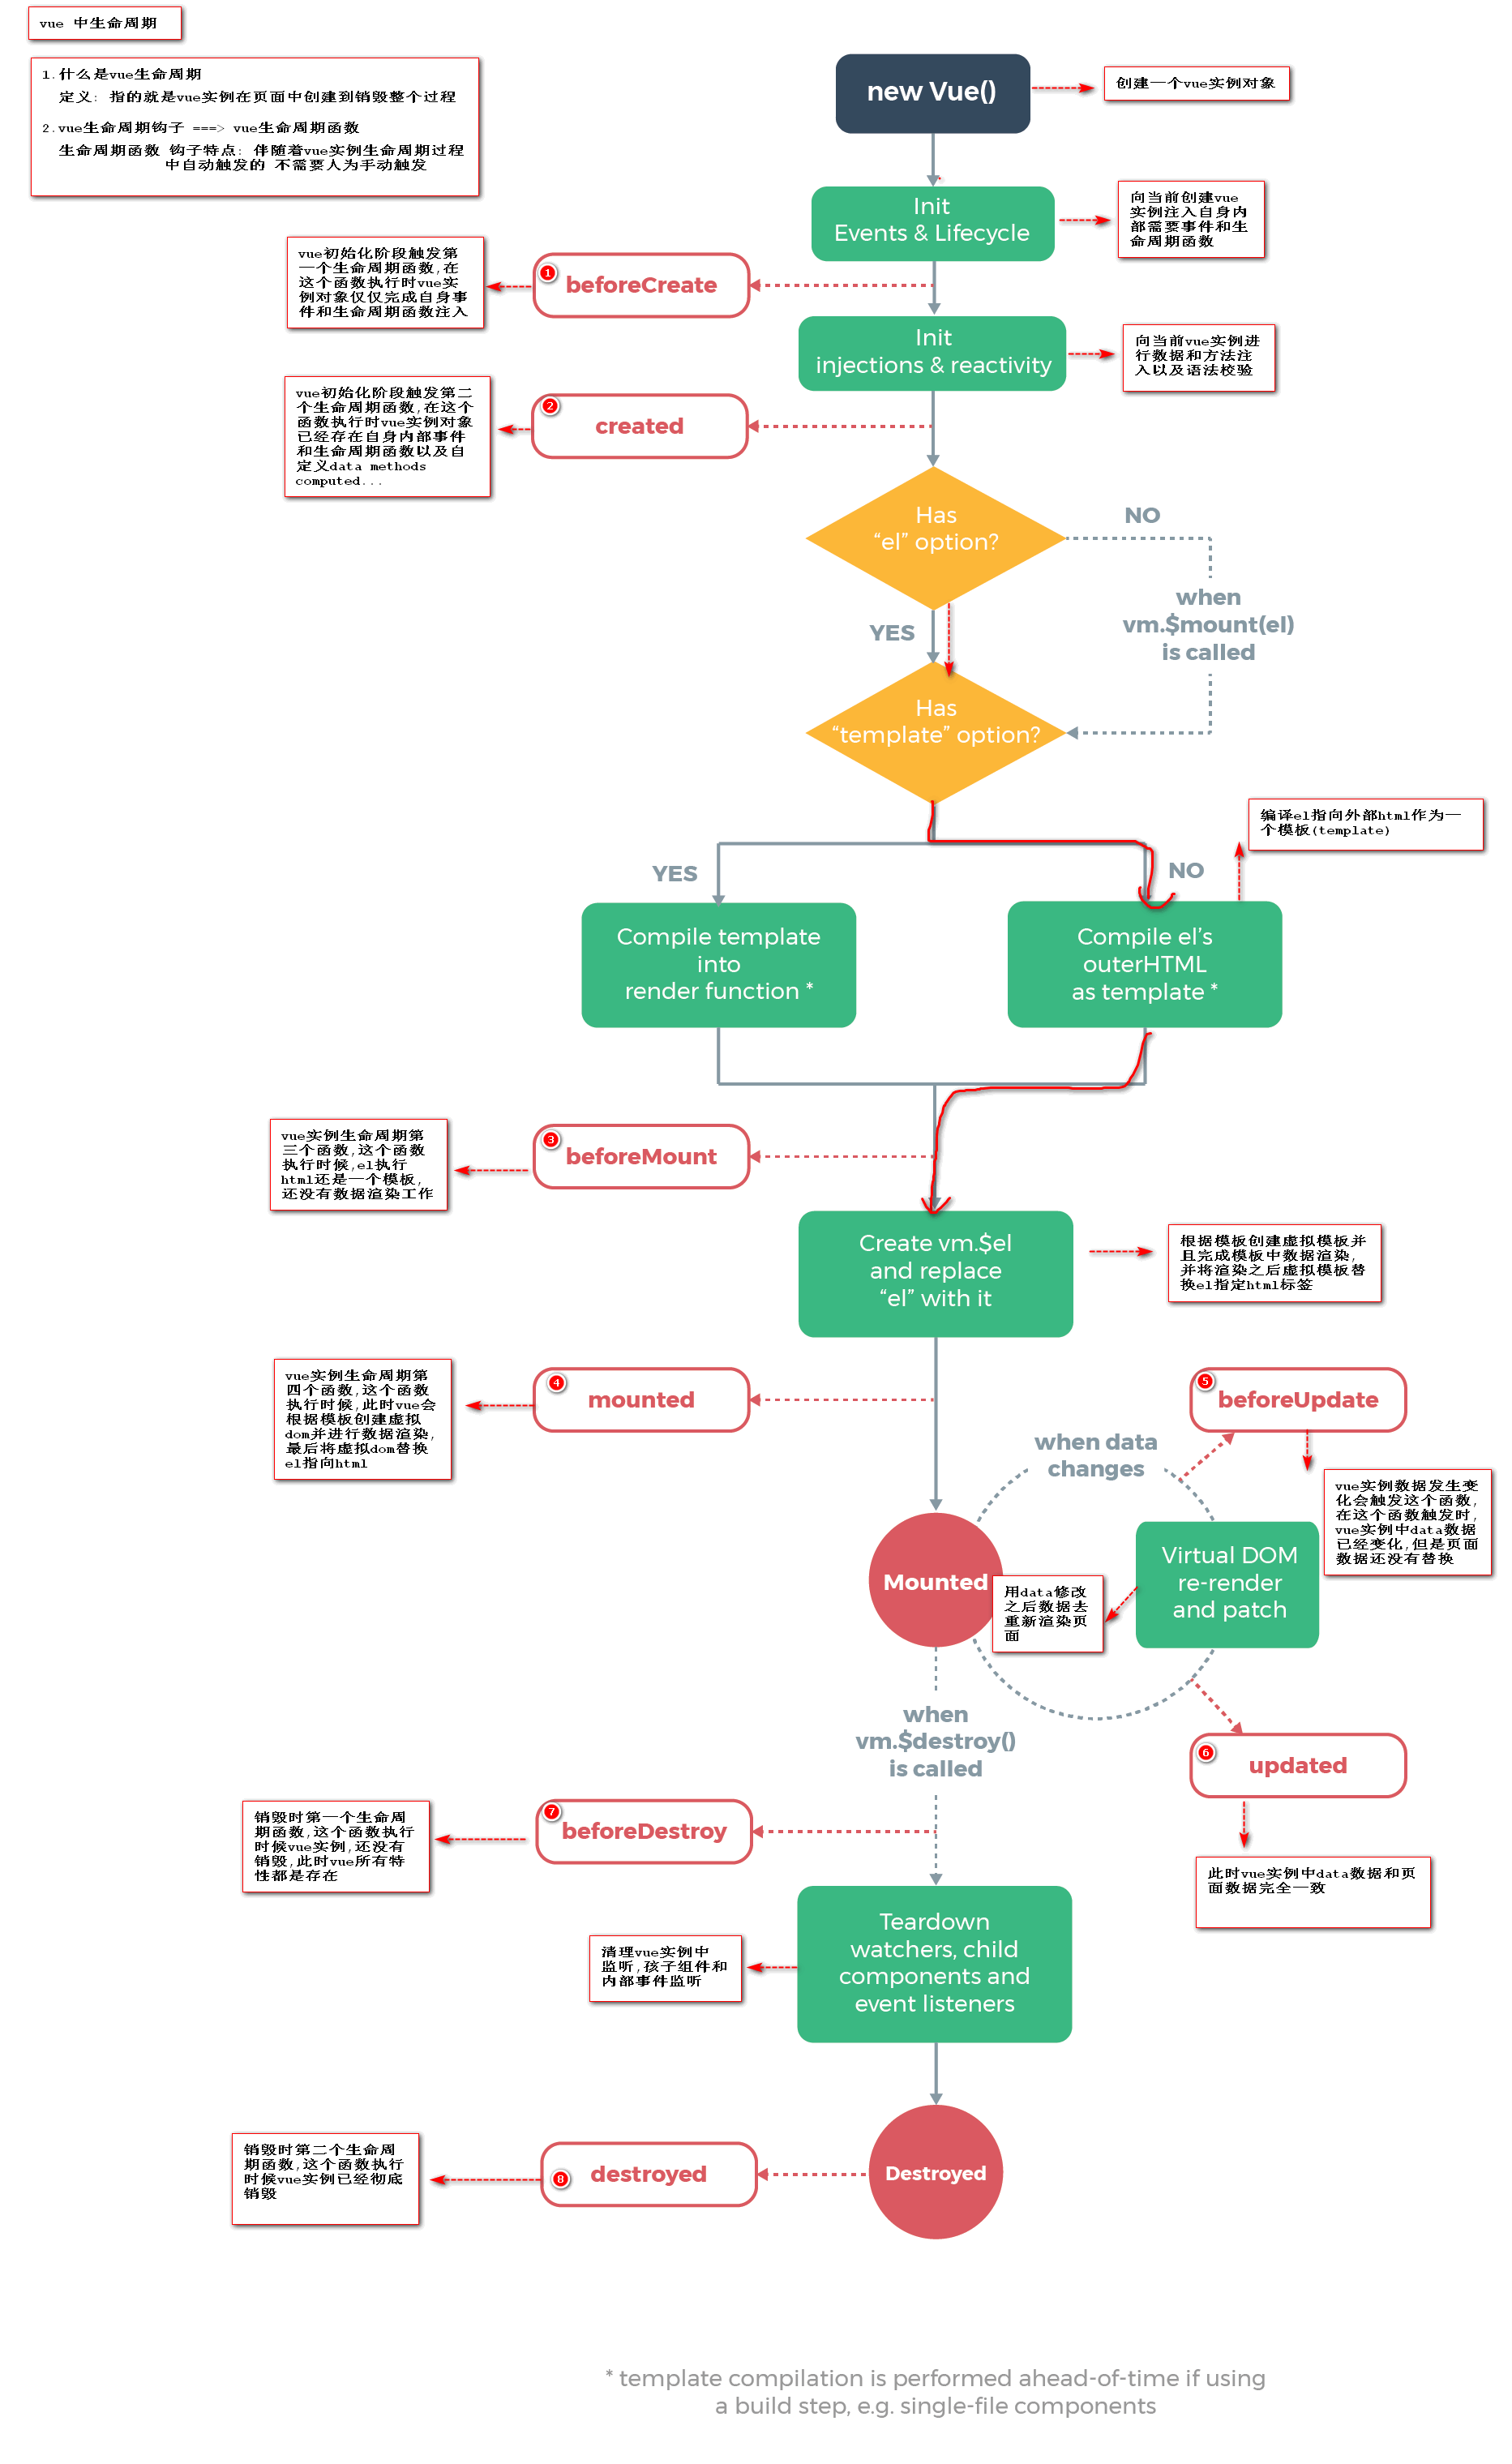 vue 中生命周期
1.什么是vue生命周期
定义: 指的就是vue实例在页面中创建到销毁整个过程
2.vue生命周期钩子 ===> vue生命周期函数
生命周期函数 钩子特点: 伴随着vue实例生命周期过程
中自动触发的 不需要人为手动触发
new Vue()
创建一个vue实例对象
Init
Events & Lifecycle
向当前创建vue
实例注入自身内
部需要事件和生
命周期函数
vue初始化阶段触发第
一个生命周期函数,在
这个函数执行时vue实
例对象仅仅完成自身事
件和生命周期函数注入
1
beforeCreate
Init
injections & reactivity
向当前vue实例进
行数据和方法注
入以及语法校验
vue初始化阶段触发第二
个生命周期函数,在这个
函数执行时vue实例对象
已经存在自身内部事件
和生命周期函数以及自
定义data methods
computed...
2
created
Has
“el” option?
NO
when
vm.$mount(el)
is called
YES
Has
“template” option?
编译el指向外部html作为一
个模板(template)
YES
NO
Compile template
into
render function *
Compile el’s
outerHTML
as template *
vue实例生命周期第
三个函数,这个函数
执行时候,el执行
html还是一个模板,
还没有数据渲染工作
3
beforeMount
Create vm.$el
and replace
“el” with it
根据模板创建虚拟模板并
且完成模板中数据渲染,
并将渲染之后虚拟模板替
换el指定html标签
vue实例生命周期第
四个函数,这个函数
执行时候,此时vue会
根据模板创建虚拟
dom并进行数据渲染,
最后将虚拟dom替换
el指向html
4
mounted
5
beforeUpdate
when data
changes
vue实例数据发生变
化会触发这个函数,
在这个函数触发时,
vue实例中data数据
已经变化,但是页面
数据还没有替换
Mounted
用data修改
之后数据去
重新渲染页
面
Virtual DOM
re-render
and patch
when
vm.$destroy()
is called
6
updated
此时vue实例中data数据和页
面数据完全一致
销毁时第一个生命周
期函数,这个函数执行
时候vue实例,还没有
销毁,此时vue所有特
性都是存在
7
beforeDestroy
Teardown
watchers, child
components and
event listeners
清理vue实例中
监听,孩子组件和
内部事件监听
销毁时第二个生命周
期函数,这个函数执行
时候vue实例已经彻底
销毁
8
destroyed
Destroyed
* template compilation is performed ahead-of-time if using
a build step, e.g. single-file components